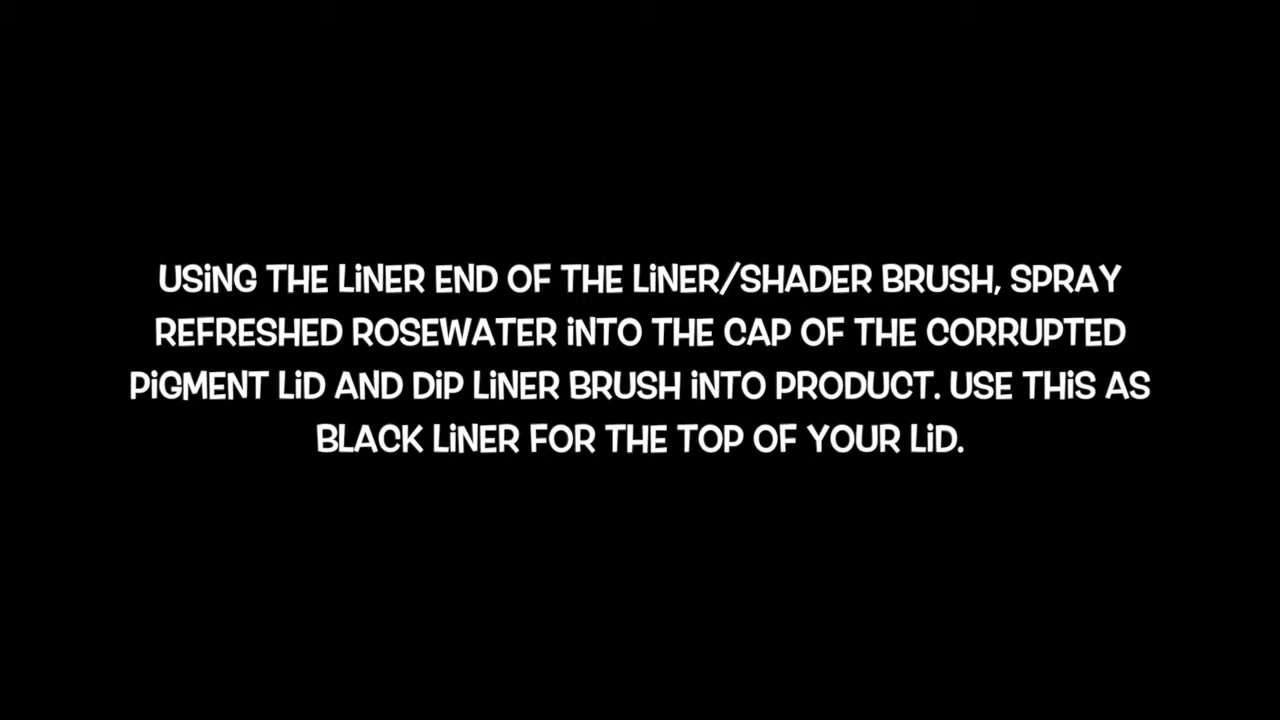 USiNG THE LiNER END OF THE LiNER/SHADER BRUSH, SPRAY
REFRESHED ROSEWATER iNTO THE CAP OF THE CORRUPTED
PiGMENT LiD AND DiP LiNER BRUSH iNTO PRODUCT. USE THiS AS
BLACK LiNER FOR THE TOP OF YOUR LiD.